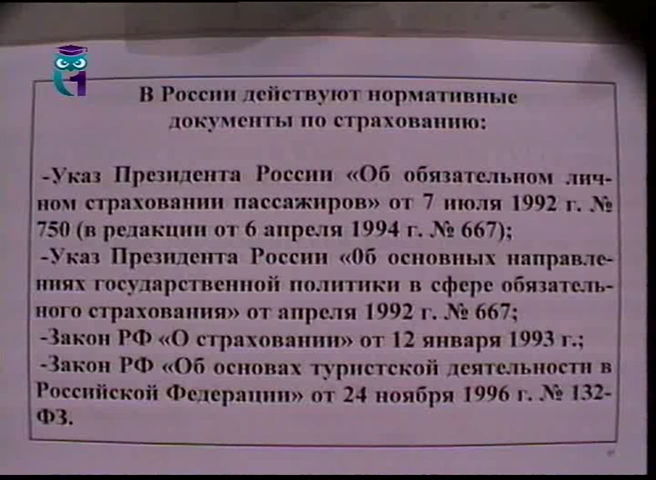 1
В России действуют нормативные
документы по страхованию:
-Указ Президента России «Об обязательном лич-
ном страховании пассажиров» от 7 июля 1992 г. №
750 (в редакции от 6 апреля 1994 г. № 667);
-Указ Президента России «Об основных направле-
ниях государственной политики в сфере обязатель-
ного страхования» от апреля 1992 г. № 667;
-Закон РФ «О страховании» от 12 января 1993 г.;
-Закон РФ «Об основах туристской деятельности в
Российской Федерации» от 24 ноября 1996 г. № 132-
ФЗ.